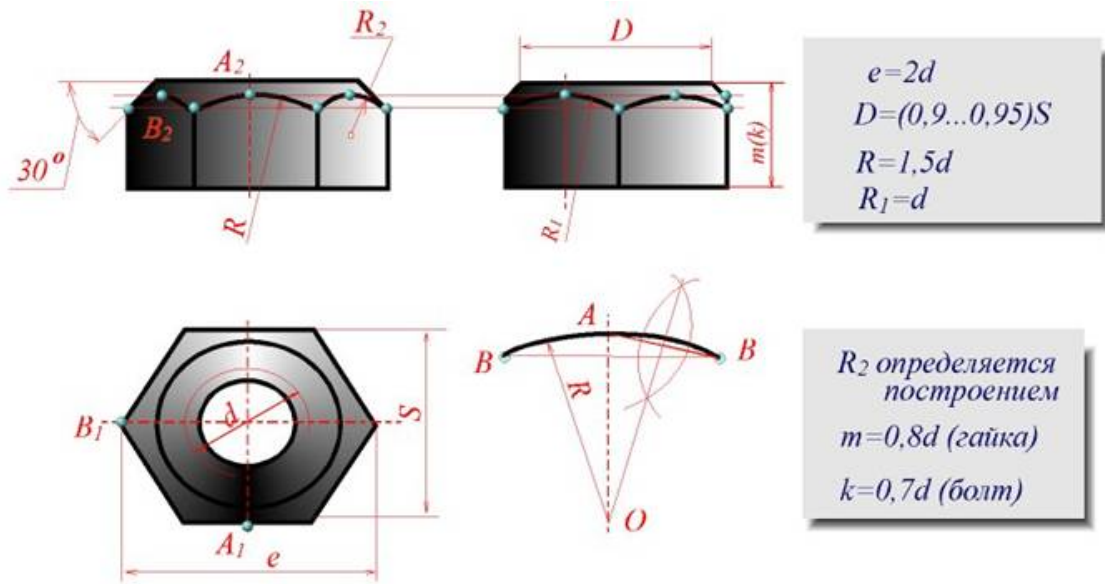 R2
A2
B2
30°
R
D
R1
m(k)
e=2d
D=(0,9...0,95)S
R=1,5d
R1=d
B1
d
S
A1
e
A
B
B
R
O
R2 определяется
построением
m=0,8d (гайка)
k=0,7d (болт)